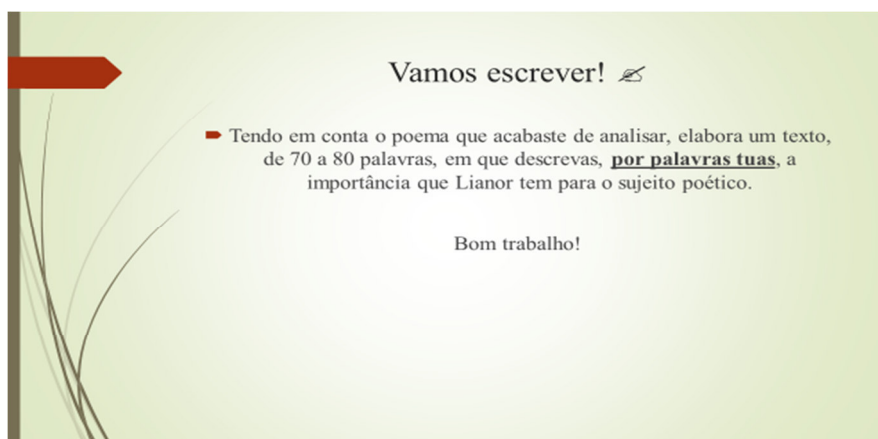 Vamos escrever! ✍
Tendo em conta o poema que acabaste de analisar, elabora um texto,
de 70 a 80 palavras, em que descrevas, por palavras tuas, a
importância que Lianor tem para o sujeito poético.
Bom trabalho!